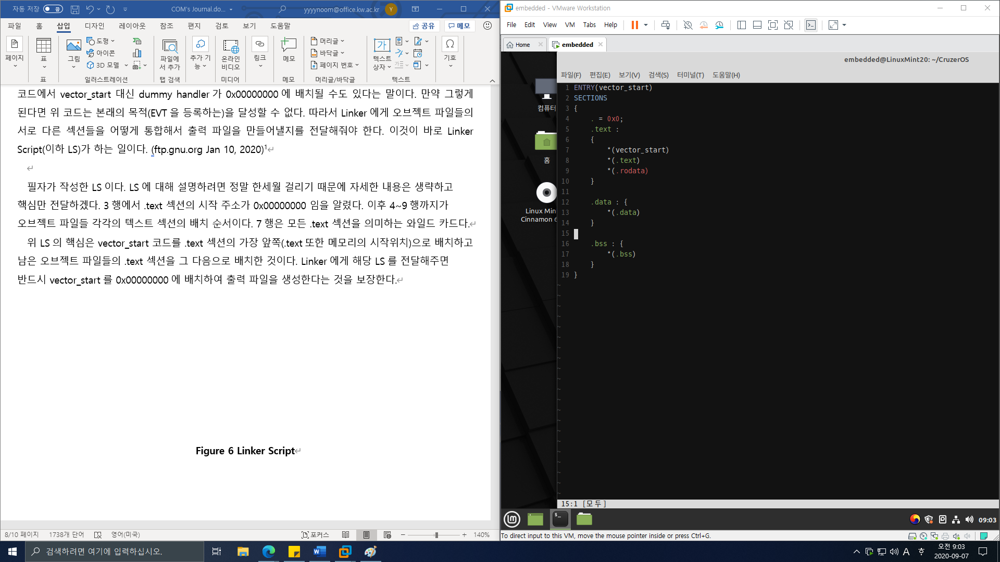 자동 저장 끔 COM's Journal.do... yyyynoom@office.kw.ac.kr Y
파일 홈 삽입 디자인 레이아웃 참조 편지 검토 보기 도움말 공유 메모
페이지
표
그림
도형
아이콘
3D 모델
파일에서 추가
추가 기능
온라인 비디오
링크
메모
머리글
바닥글
페이지 번호
텍스트 상자
기호
표 일러스트레이션 탭 검색 미디어 메모 머리글/바닥글 텍스트
코드에서 vector_start 대신 dummy handler 가 0x00000000 에 배치될 수도 있다는 말이다. 만약 그렇게
된다면 위 코드는 본래의 목적(EVT 을 등록하는)을 달성할 수 없다. 따라서 Linker 에게 오브젝트 파일들의
서로 다른 섹션들을 어떻게 통합해서 출력 파일을 만들어낼지를 전달해줘야 한다. 이것이 바로 Linker
Script(이하 LS)가 하는 일이다. (ftp.gnu.org Jan 10, 2020)¹
필자가 작성한 LS 이다. LS 에 대해 설명하려면 정말 한세월 걸리기 때문에 자세한 내용은 생략하고
핵심만 전달하겠다. 3 행에서 .text 섹션의 시작 주소가 0x00000000 임을 알렸다. 이후 4~9 행까지가
오브젝트 파일들 각각의 텍스트 섹션의 배치 순서이다. 7 행은 모든 .text 섹션을 의미하는 와일드 카드다.
위 LS 의 핵심은 vector_start 코드를 .text 섹션의 가장 앞쪽(.text 또한 메모리의 시작위치)으로 배치하고
남은 오브젝트 파일들의 .text 섹션을 그 다음으로 배치한 것이다. Linker 에게 해당 LS 를 전달해주면
반드시 vector_start 를 0x00000000 에 배치하여 출력 파일을 생성한다는 것을 보장한다.
Figure 6 Linker Script
8/10 페이지 1738개 단어 영어(미국) 포커스 140%
embedded - VMware Workstation
File Edit View VM Tabs Help
Home embedded
embedded@LinuxMint20: ~/CruzerOS
파일(F) 편집(E) 보기(V) 검색(S) 터미널(T) 도움말(H)
컴퓨터
홈
Linux Min
Cinnamon 6
1 ENTRY(vector_start)
2 SECTIONS
3 {
4 . = 0x0;
5 .text :
6 {
7 *(vector_start)
8 *(.text)
9 *(.rodata)
10 }
11
12 .data : {
13 *(.data)
14 }
15
16 .bss : {
17 *(.bss)
18 }
19 }
15:1 [모두]
09:03
To direct input to this VM, move the mouse pointer inside or press Ctrl+G.
검색하려면 여기에 입력하십시오.
A 오전 9:03
2020-09-07